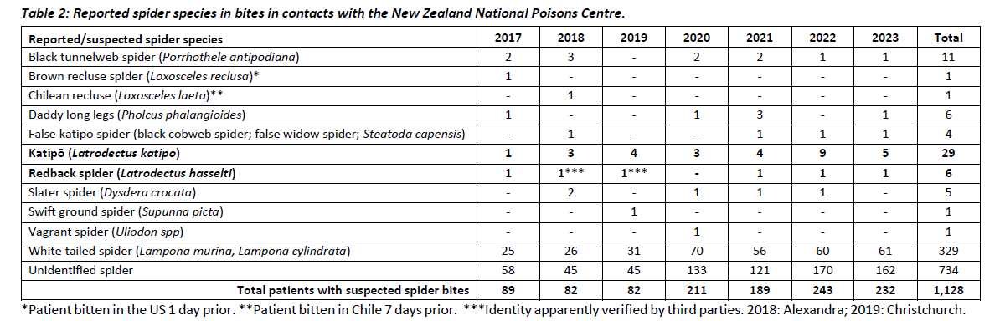 Table 2: Reported spider species in bites in contacts with the New Zealand National Poisons Centre.
Reported/suspected spider species 2017 2018 2019 2020 2021 2022 2023 Total
Black tunnelweb spider (Porrhothele antipodiana) 2 3 - 2 2 1 1 11
Brown recluse spider (Loxosceles reclusa)* 1 - - - - - - 1
Chilean recluse (Loxosceles laeta)** - 1 - - - - - 1
Daddy long legs (Pholcus phalangioides) 1 - - 1 3 - 1 6
False katipō spider (black cobweb spider; false widow spider; Steatoda capensis) - 1 - - 1 1 1 4
Katipō (Latrodectus katipo) 1 3 4 3 4 9 5 29
Redback spider (Latrodectus hasselti) 1 1*** 1*** - 1 1 1 6
Slater spider (Dysdera crocata) - 2 - 1 1 1 - 5
Swift ground spider (Supunna picta) - - 1 - - - - 1
Vagrant spider (Uliodon spp) - - - 1 - - - 1
White tailed spider (Lampona murina, Lampona cylindrata) 25 26 31 70 56 60 61 329
Unidentified spider 58 45 45 133 121 170 162 734
Total patients with suspected spider bites 89 82 82 211 189 243 232 1,128
*Patient bitten in the US 1 day prior. **Patient bitten in Chile 7 days prior. ***Identity apparently verified by third parties. 2018: Alexandra; 2019: Christchurch.